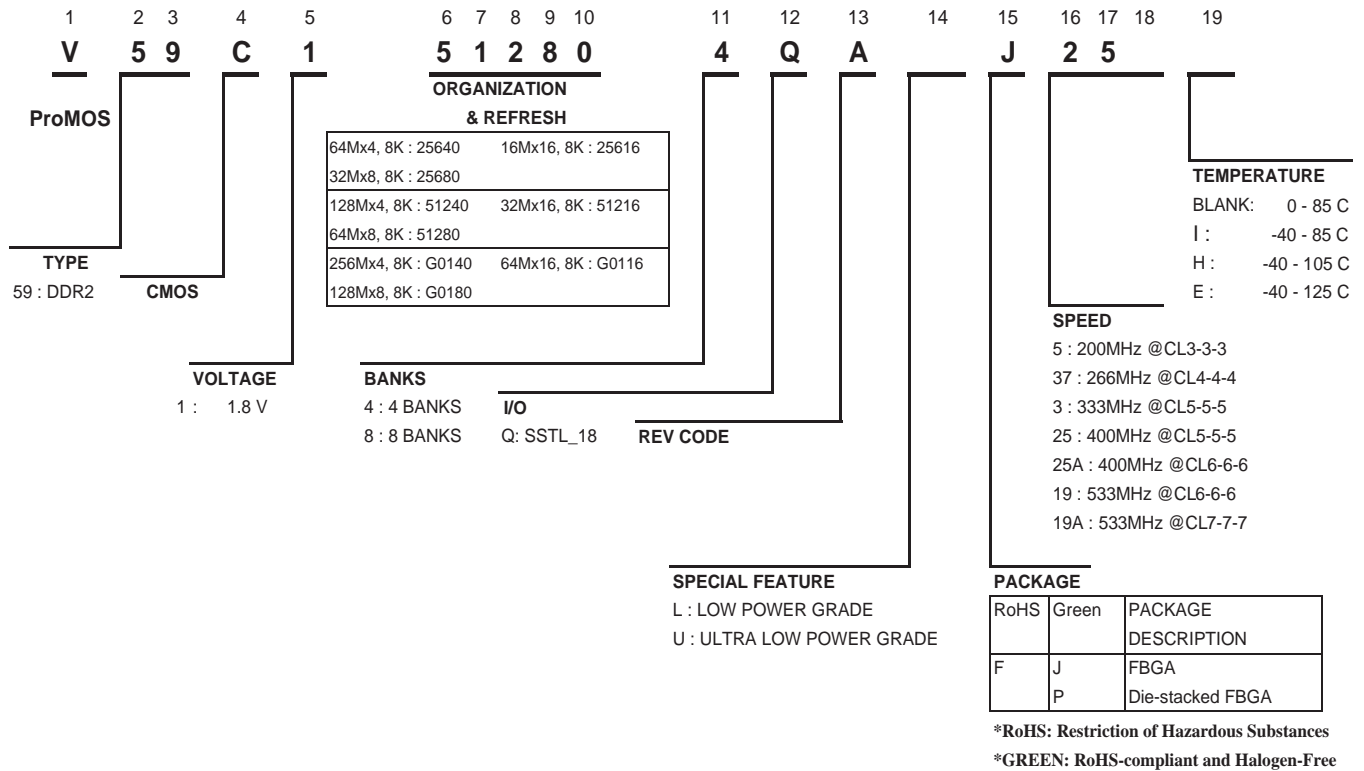 1 2 3 4 5 6 7 8 9 10 11 12 13 14 15 16 17 18 19
V 5 9 C 1 5 1 2 8 0 4 Q A J 2 5
ProMOS
ORGANIZATION
& REFRESH
64Mx4, 8K : 25640 16Mx16, 8K : 25616
32Mx8, 8K : 25680
128Mx4, 8K : 51240 32Mx16, 8K : 51216
64Mx8, 8K : 51280
256Mx4, 8K : G0140 64Mx16, 8K : G0116
128Mx8, 8K : G0180
TEMPERATURE
BLANK: 0 - 85 C
I : -40 - 85 C
H : -40 - 105 C
E : -40 - 125 C
TYPE
59 : DDR2
CMOS
SPEED
5 : 200MHz @CL3-3-3
37 : 266MHz @CL4-4-4
3 : 333MHz @CL5-5-5
25 : 400MHz @CL5-5-5
25A : 400MHz @CL6-6-6
19 : 533MHz @CL6-6-6
19A : 533MHz @CL7-7-7
VOLTAGE
1 : 1.8 V
BANKS
4 : 4 BANKS
8 : 8 BANKS
I/O
Q: SSTL_18
REV CODE
SPECIAL FEATURE
L : LOW POWER GRADE
U : ULTRA LOW POWER GRADE
PACKAGE
RoHS Green PACKAGE
DESCRIPTION
F J FBGA
P Die-stacked FBGA
*RoHS: Restriction of Hazardous Substances
*GREEN: RoHS-compliant and Halogen-Free